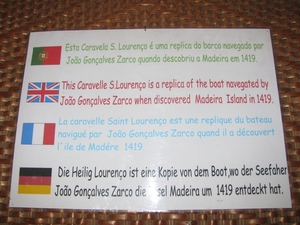 Esta Caravela S. Lourenço é uma replica do barco navegado por
João Gonçalves Zarco quando descobriu a Madeira em 1419.
This Caravelle S.Lourenço is a replica of the boat navegated by
João Gonçalves Zarco when discovered Madeira Island in 1419.
La caravelle Saint Lourenço est une replique du bateau
navigué par João Gonçalves Zarco quand il a découvert
l´ile de Madére 1419
Die Heilig Lourenço ist eine Kopie von dem Boot,wo der Seefaher
João Gonçalves Zarco die Insel Madeira um 1419 entdeckt hat.